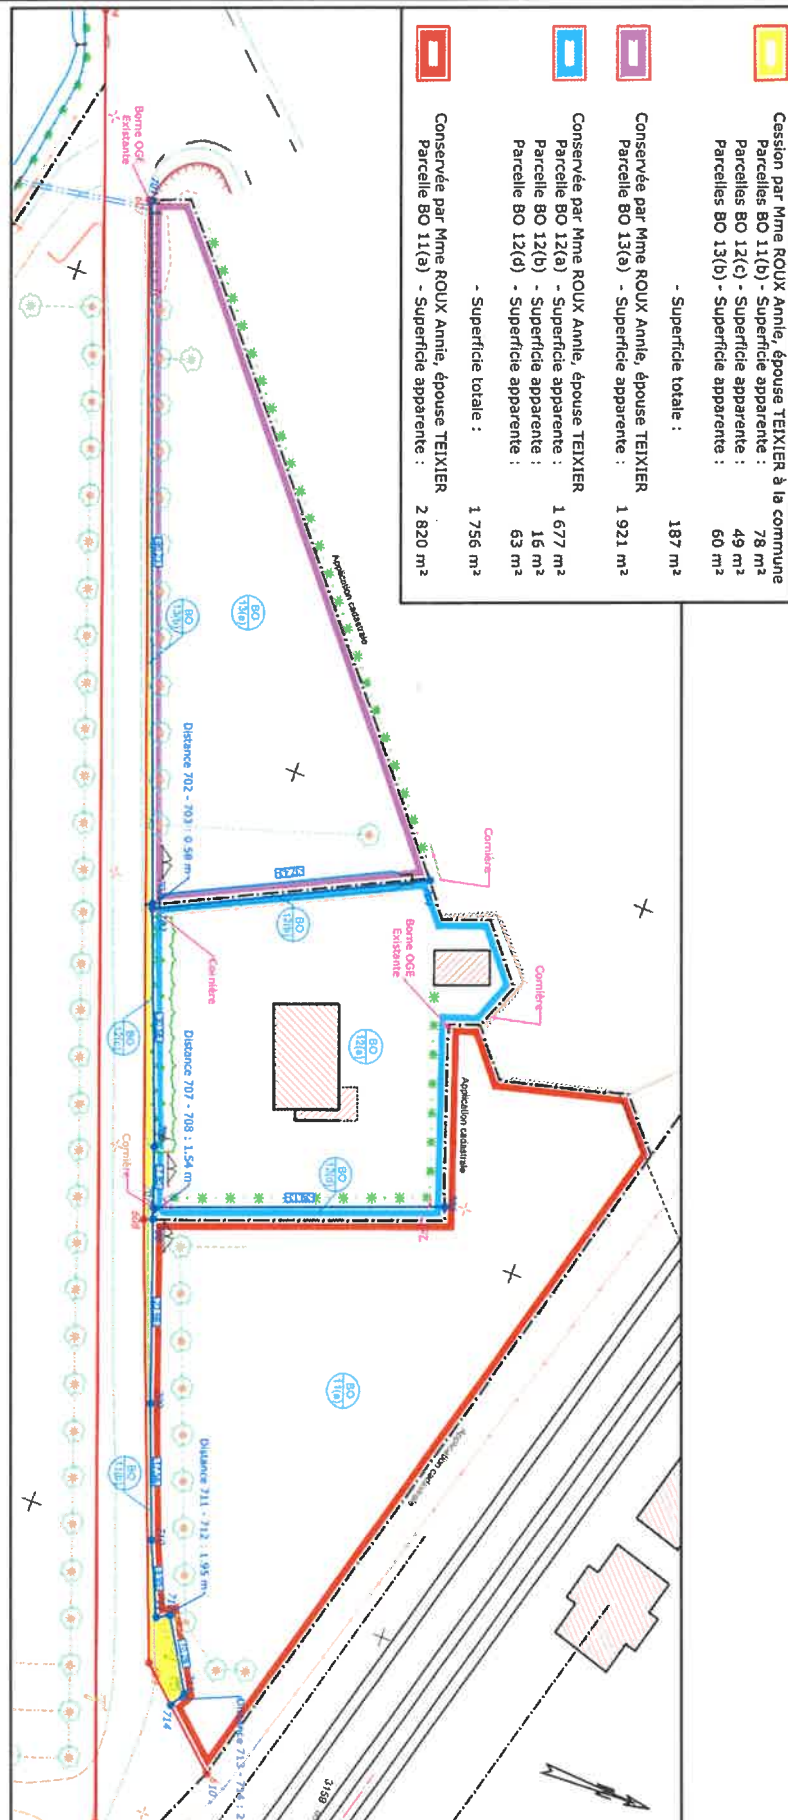 Cession par Mme ROUX Annie, épouse TEIXIER à la commune
Parcelles BO 11(b) - Superficie apparente : 78 m²
Parcelles BO 12(c) - Superficie apparente : 49 m²
Parcelles BO 13(b) - Superficie apparente : 60 m²
- Superficie totale : 187 m²
Conservée par Mme ROUX Annie, épouse TEIXIER
Parcelle BO 13(a) - Superficie apparente : 1 921 m²
Conservée par Mme ROUX Annie, épouse TEIXIER
Parcelle BO 12(a) - Superficie apparente : 1 677 m²
Parcelle BO 12(b) - Superficie apparente : 16 m²
Parcelle BO 12(d) - Superficie apparente : 63 m²
- Superficie totale : 1 756 m²
Conservée par Mme ROUX Annie, épouse TEIXIER
Parcelle BO 11(a) - Superficie apparente : 2 820 m²
Borne OGE
Existante
Application cadastrale
BO
13(a)
BO
13(b)
Distance 702 - 703 : 0.58 m
Cornière
Cornière
Borne OGE
Existante
Cornière
BO
12(b)
BO
12(a)
BO
12(c)
Distance 707 - 708 : 1.54 m
Cornière
Application cadastrale
BO
12(d)
BO
11(a)
Application cadastrale
BO
11(b)
Distance 711 - 712 : 1.95 m
714
3158